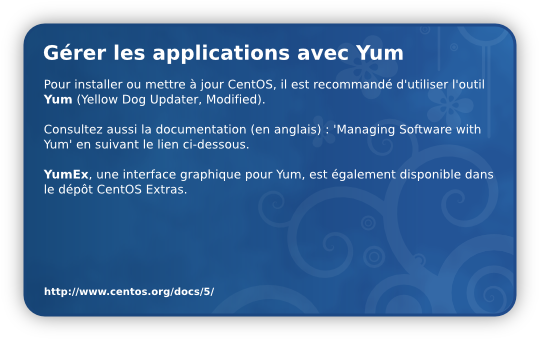 Gérer les applications avec Yum
Pour installer ou mettre à jour CentOS, il est recommandé d'utiliser l'outil
Yum (Yellow Dog Updater, Modified).
Consultez aussi la documentation (en anglais) : 'Managing Software with
Yum' en suivant le lien ci-dessous.
YumEx, une interface graphique pour Yum, est également disponible dans
le dépôt CentOS Extras.
http://www.centos.org/docs/5/